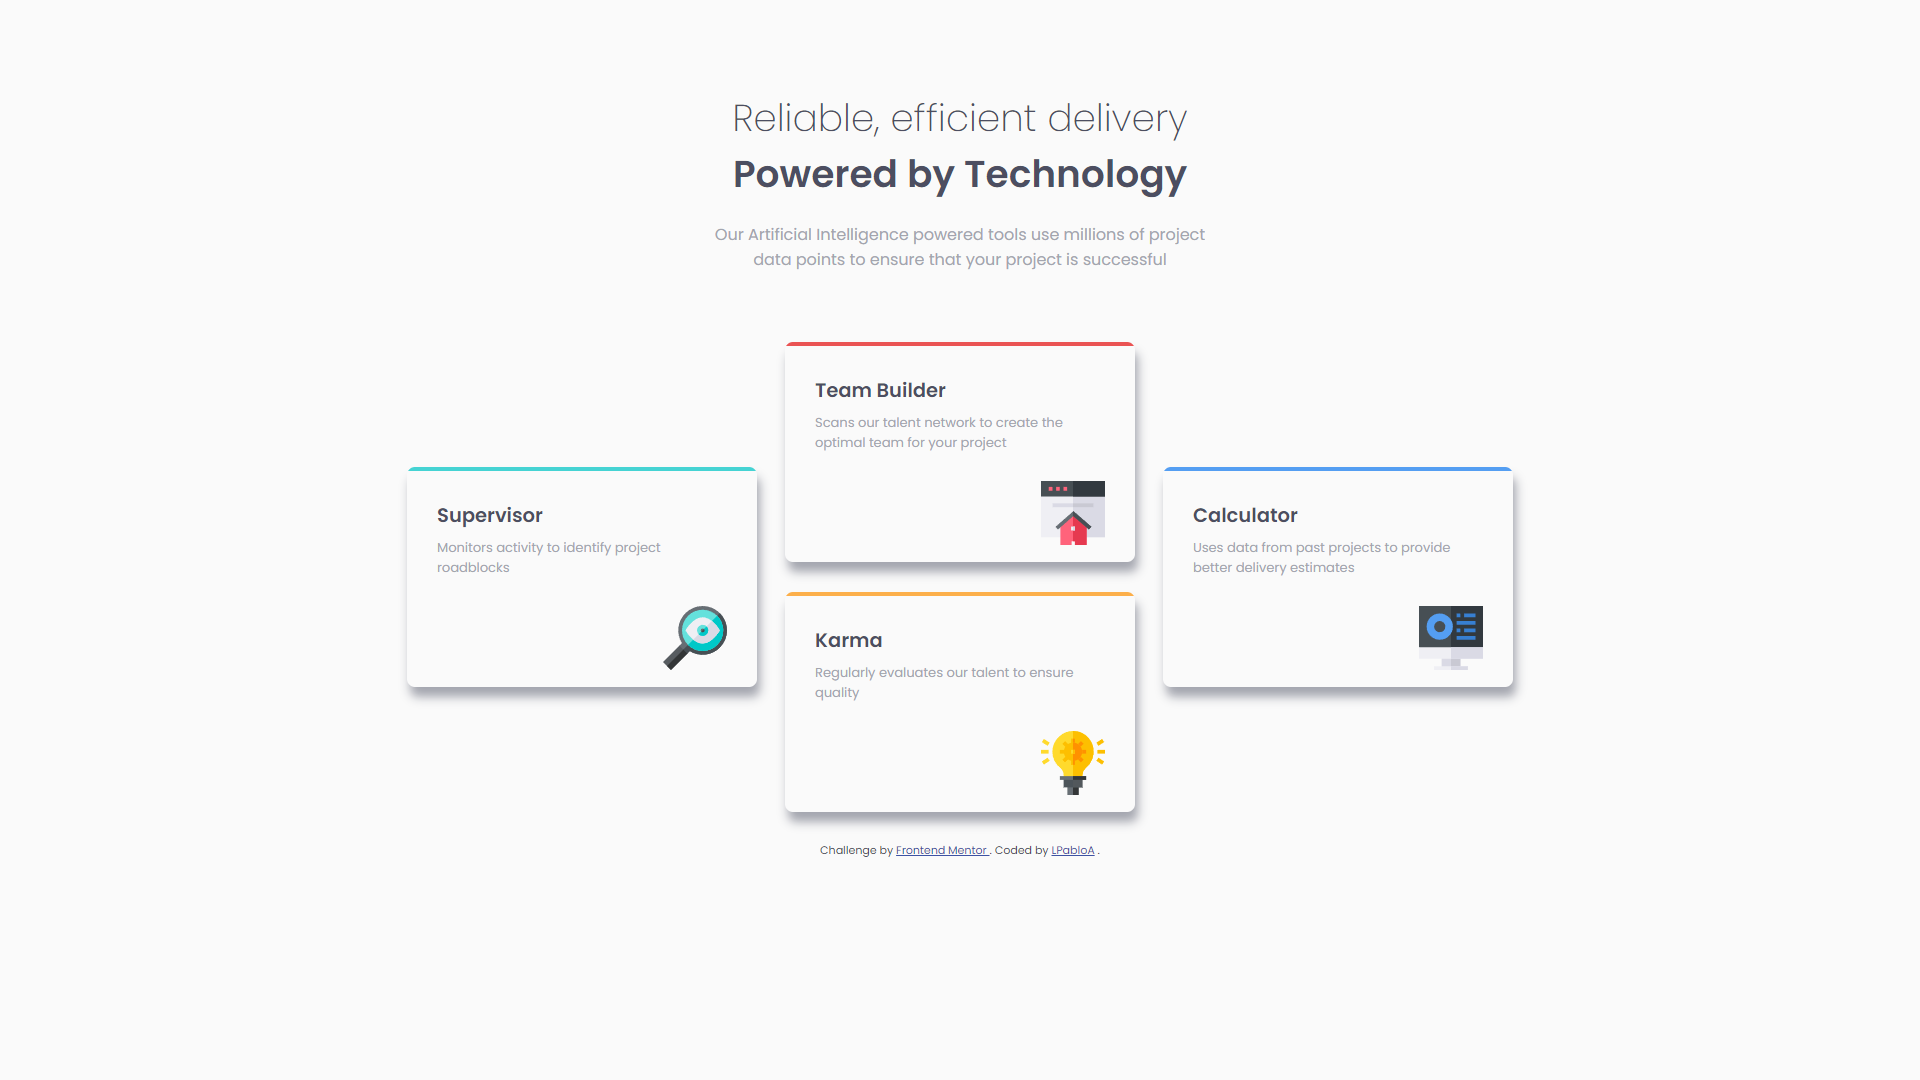 Reliable, efficient delivery
Powered by Technology
Our Artificial Intelligence powered tools use millions of project
data points to ensure that your project is successful
Team Builder
Scans our talent network to create the
optimal team for your project
Supervisor
Monitors activity to identify project
roadblocks
Calculator
Uses data from past projects to provide
better delivery estimates
Karma
Regularly evaluates our talent to ensure
quality
Challenge by Frontend Mentor . Coded by LPabloA .